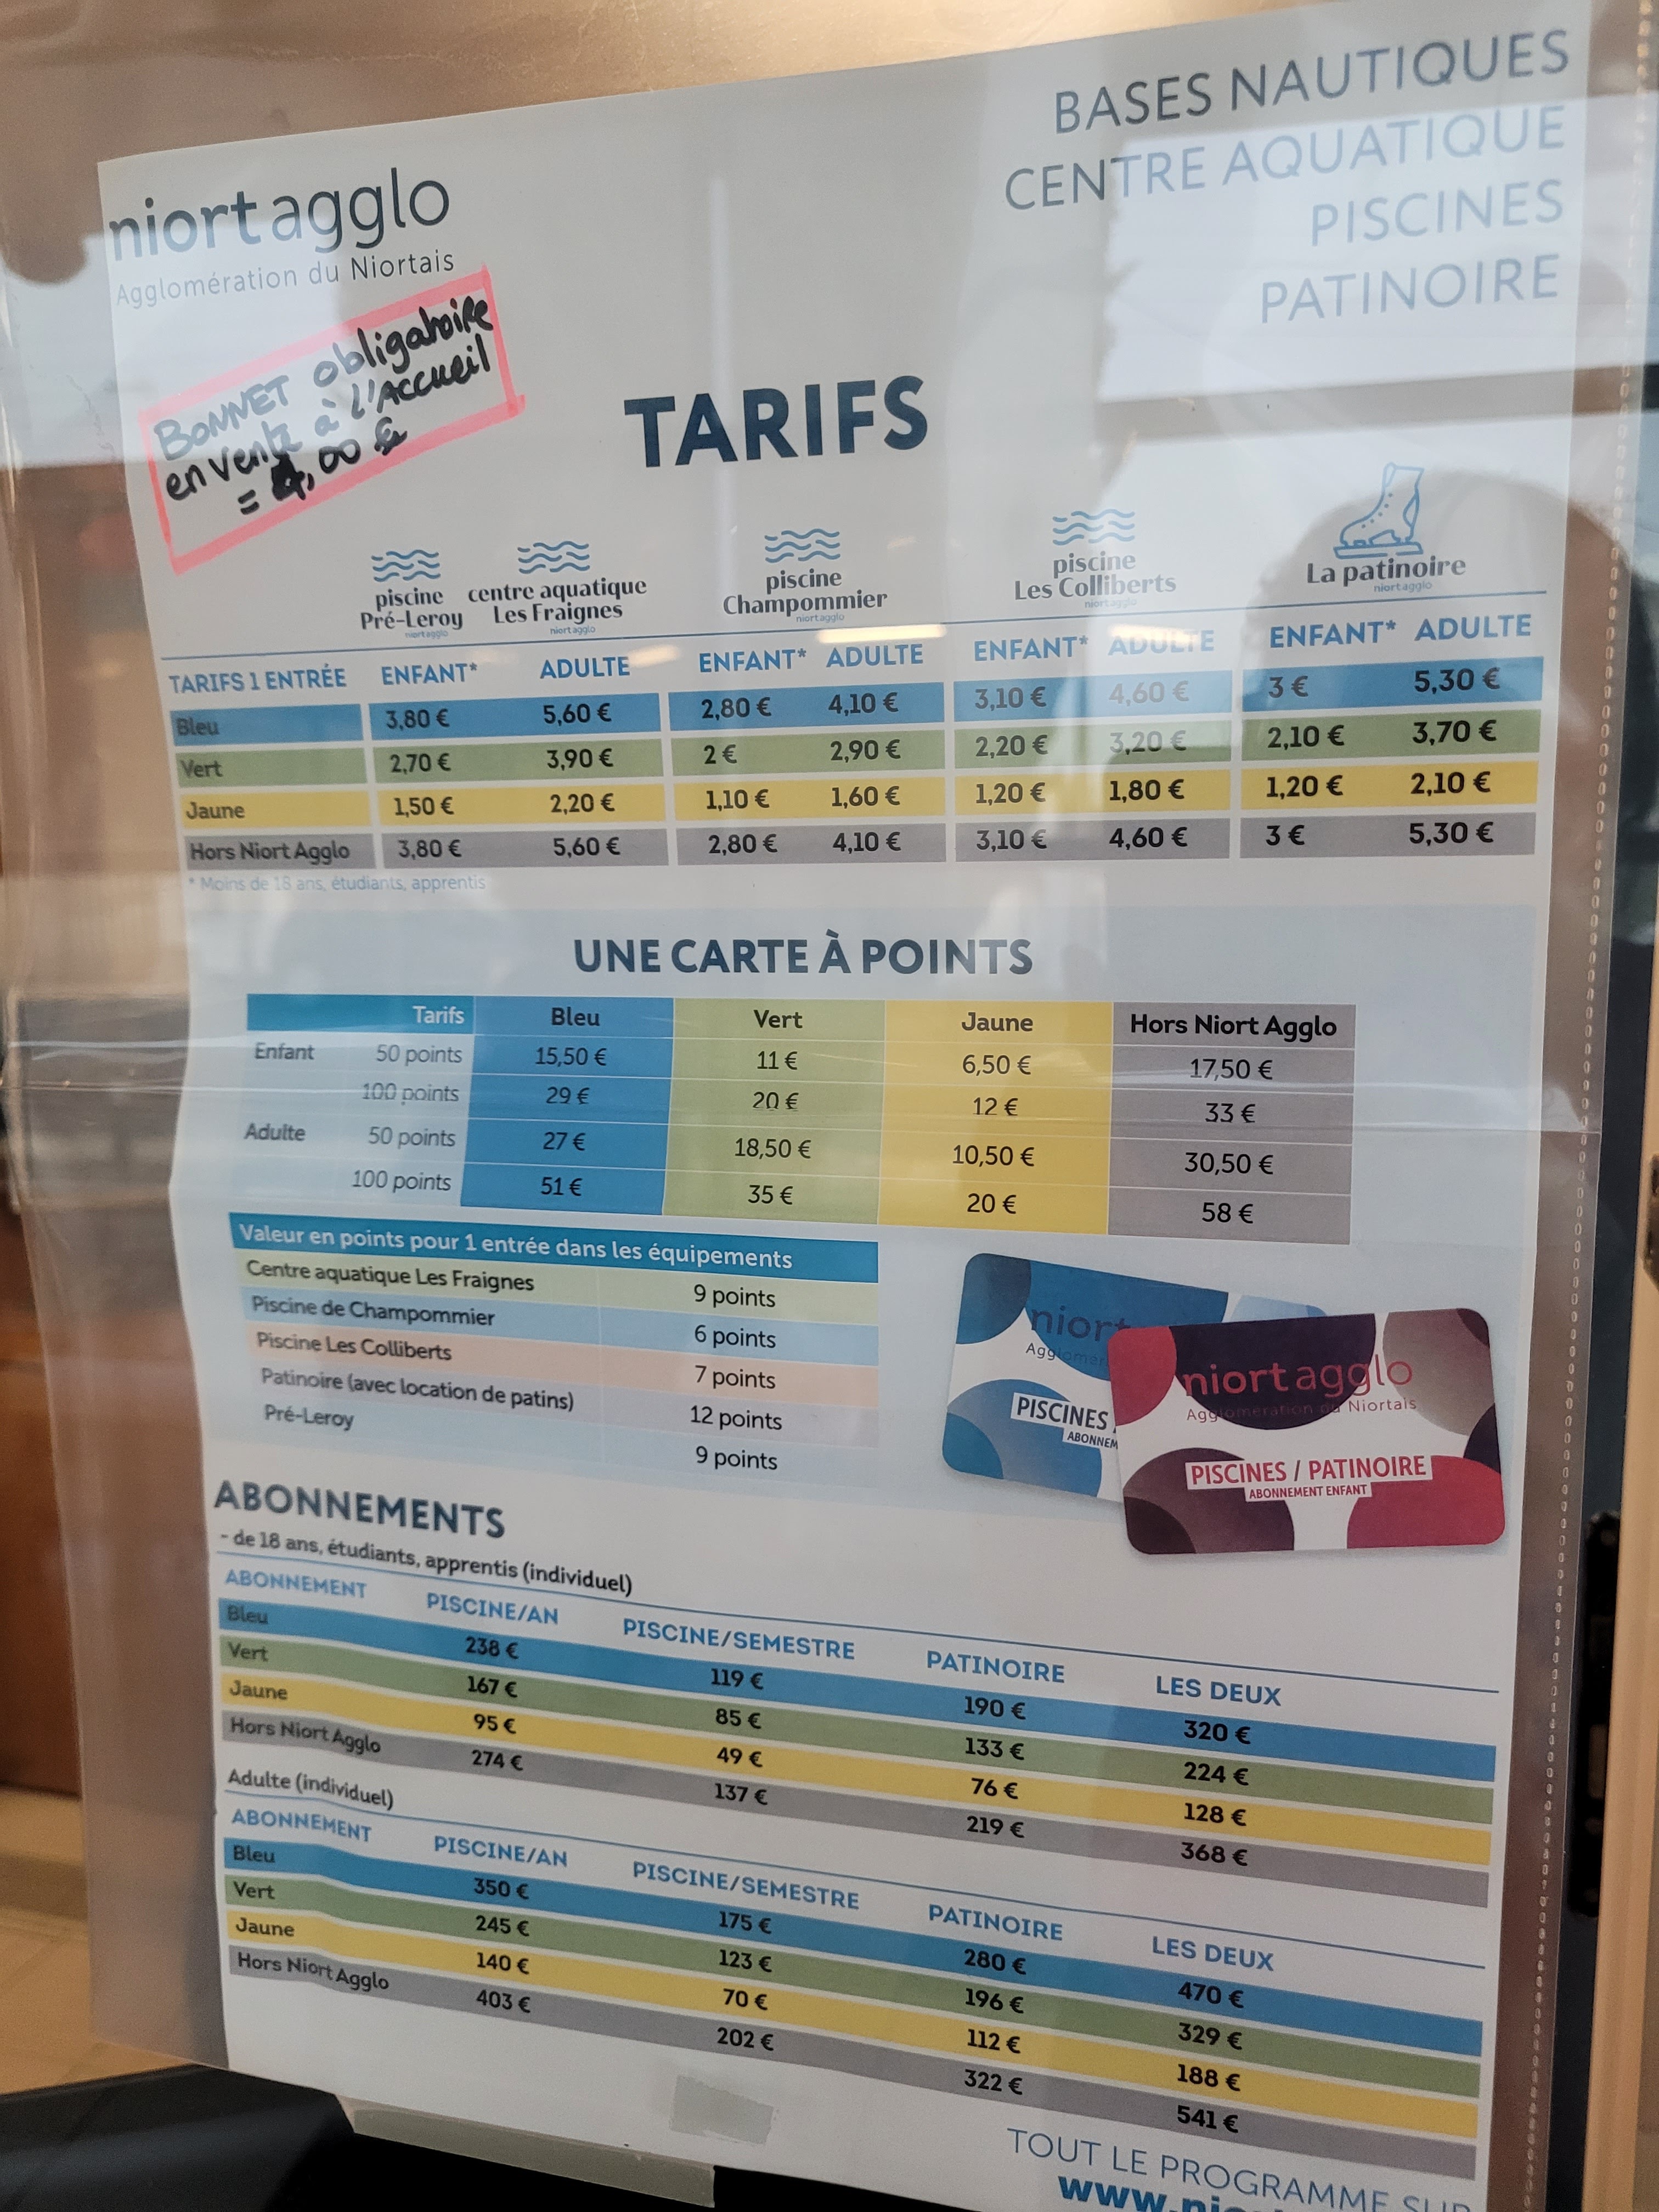 BASES NAUTIQUES
CENTRE AQUATIQUE
PISCINES
PATINOIRE
niort agglo
Agglomération du Niortais
BONNET obligatoire
en vente à l'ACCUEIL
= 4,00 €
TARIFS
piscine Pré-Leroy niortagglo
centre aquatique Les Fraignes niortagglo
piscine Champommier niortagglo
piscine Les Colliberts niortagglo
La patinoire niortagglo
TARIFS 1 ENTRÉE ENFANT* ADULTE ENFANT* ADULTE ENFANT* ADULTE ENFANT* ADULTE
Bleu 3,80 € 5,60 € 2,80 € 4,10 € 3,10 € 4,60 € 3 € 5,30 €
Vert 2,70 € 3,90 € 2 € 2,90 € 2,20 € 3,20 € 2,10 € 3,70 €
Jaune 1,50 € 2,20 € 1,10 € 1,60 € 1,20 € 1,80 € 1,20 € 2,10 €
Hors Niort Agglo 3,80 € 5,60 € 2,80 € 4,10 € 3,10 € 4,60 € 3 € 5,30 €
* Moins de 18 ans, étudiants, apprentis
UNE CARTE À POINTS
Tarifs Bleu Vert Jaune Hors Niort Agglo
Enfant 50 points 15,50 € 11 € 6,50 € 17,50 €
100 points 29 € 20 € 12 € 33 €
Adulte 50 points 27 € 18,50 € 10,50 € 30,50 €
100 points 51 € 35 € 20 € 58 €
Valeur en points pour 1 entrée dans les équipements
Centre aquatique Les Fraignes 9 points
Piscine de Champommier 6 points
Piscine Les Colliberts 7 points
Patinoire (avec location de patins) 12 points
Pré-Leroy 9 points
niort
Agglomér
PISCINES
ABONNEM
niort agglo
Agglomération du Niortais
PISCINES / PATINOIRE
ABONNEMENT ENFANT
ABONNEMENTS
- de 18 ans, étudiants, apprentis (individuel)
ABONNEMENT PISCINE/AN PISCINE/SEMESTRE PATINOIRE LES DEUX
Bleu 238 € 119 € 190 € 320 €
Vert 167 € 85 € 133 € 224 €
Jaune 95 € 49 € 76 € 128 €
Hors Niort Agglo 274 € 137 € 219 € 368 €
Adulte (individuel)
ABONNEMENT PISCINE/AN PISCINE/SEMESTRE PATINOIRE LES DEUX
Bleu 350 € 175 € 280 € 470 €
Vert 245 € 123 € 196 € 329 €
Jaune 140 € 70 € 112 € 188 €
Hors Niort Agglo 403 € 202 € 322 € 541 €
TOUT LE PROGRAMME SUR